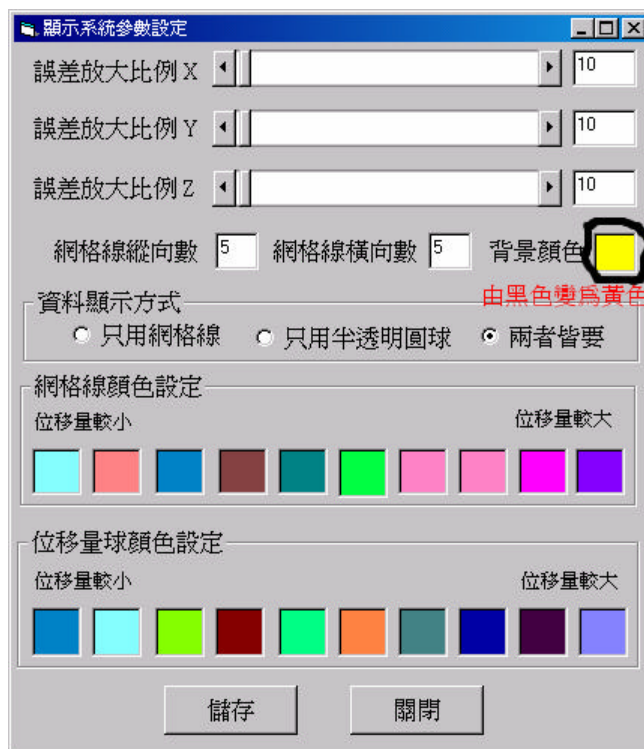 顯示系統參數設定
誤差放大比例 X 10
誤差放大比例 Y 10
誤差放大比例 Z 10
網格線縱向數 5 網格線橫向數 5 背景顏色
由黑色變為黃色
資料顯示方式
只用網格線 只用半透明圓球 兩者皆要
網格線顏色設定
位移量較小 位移量較大
位移量球顏色設定
位移量較小 位移量較大
儲存 關閉